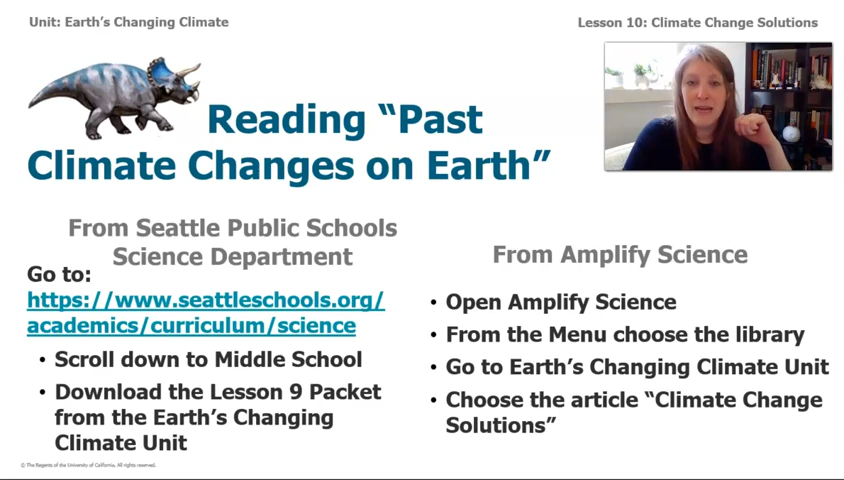 Unit: Earth's Changing Climate
Lesson 10: Climate Change Solutions
Reading "Past
Climate Changes on Earth"
From Seattle Public Schools
Science Department
Go to:
https://www.seattleschools.org/
academics/curriculum/science
• Scroll down to Middle School
• Download the Lesson 9 Packet
from the Earth's Changing
Climate Unit
From Amplify Science
• Open Amplify Science
• From the Menu choose the library
• Go to Earth's Changing Climate Unit
• Choose the article "Climate Change
Solutions"
© The Regents of the University of California. All rights reserved.